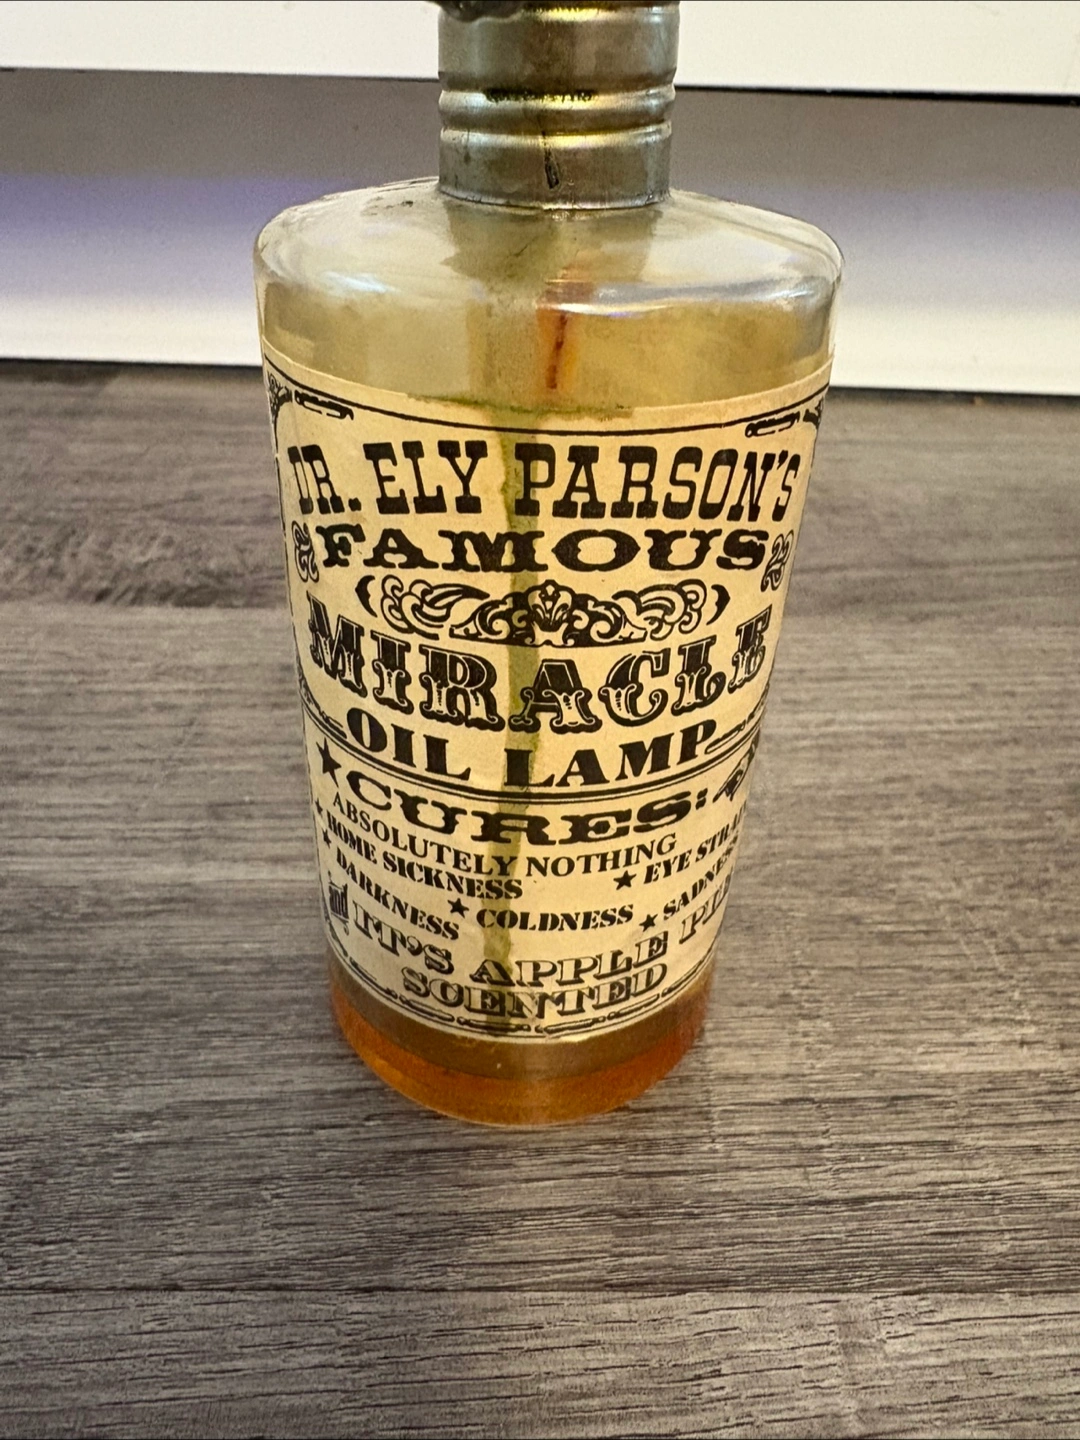 DR. ELY PARSON'S
FAMOUS
MIRACLE
OIL LAMP
CURES:
ABSOLUTELY NOTHING
HOME SICKNESS
EYE
DARKNESS
COLDNESS
and
IT'S APPLE
SCENTED